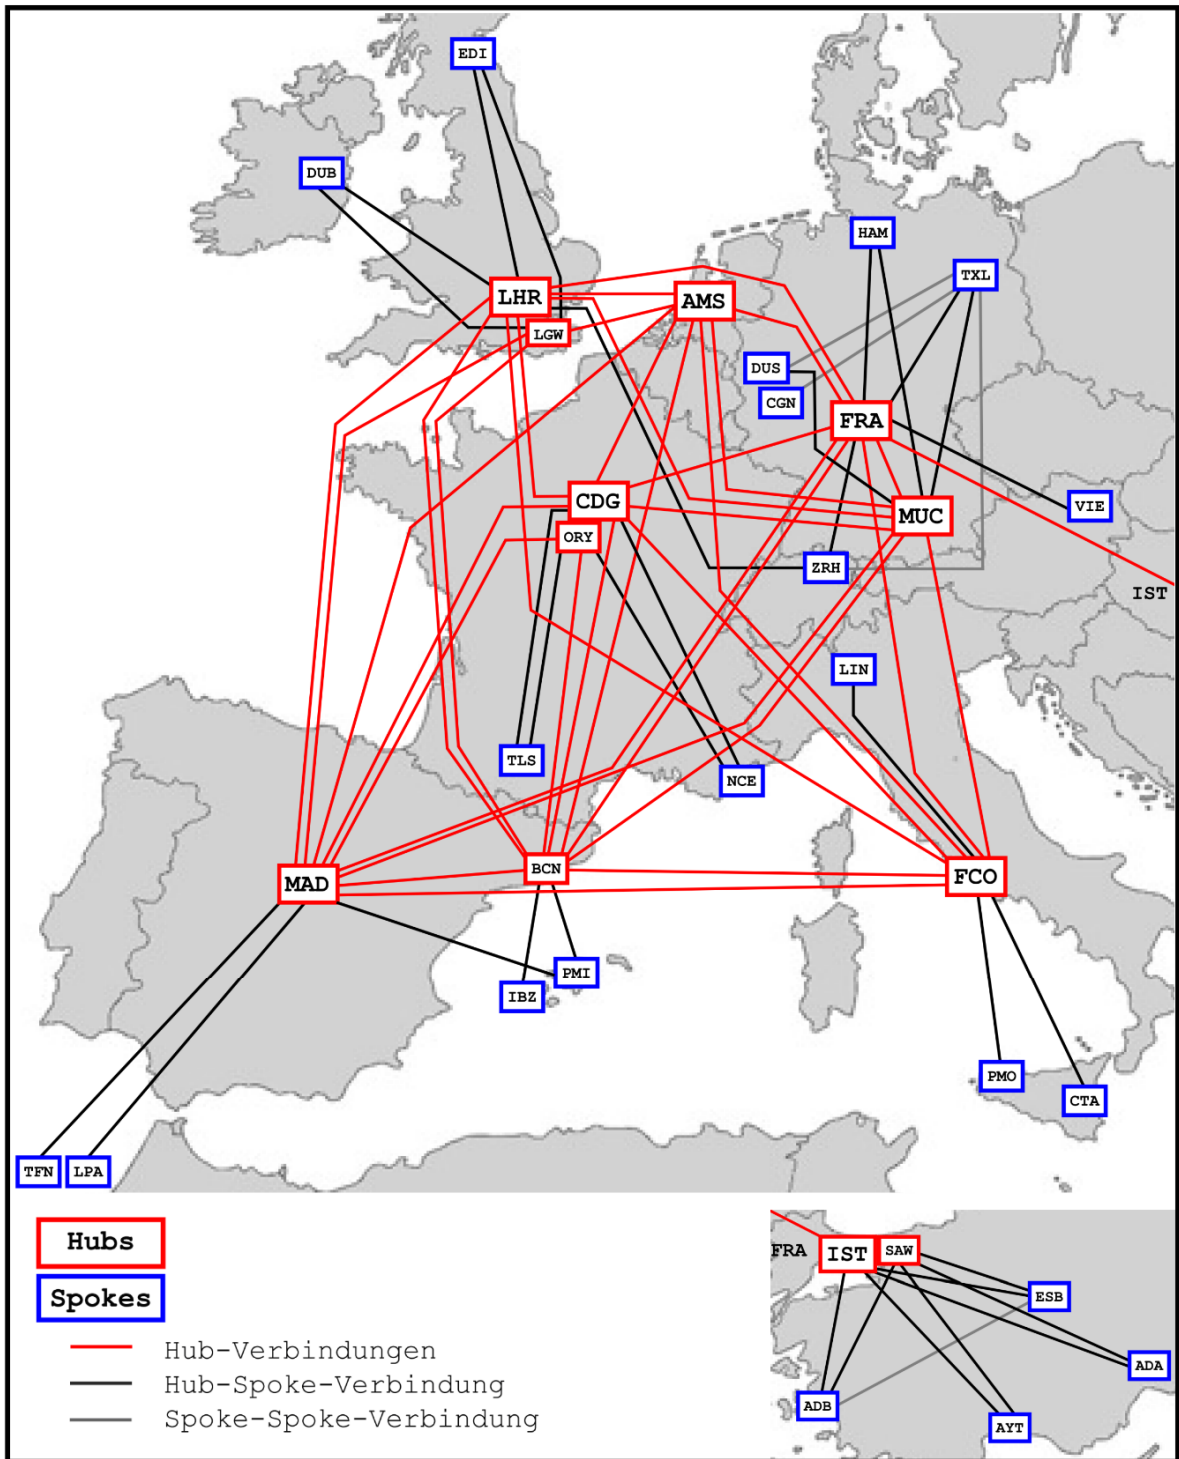 EDI
DUB
HAM
TXL
LHR
AMS
LGW
DUS
CGN
FRA
CDG
VIE
MUC
ORY
ZRH
IST
LIN
TLS
NCE
BCN
MAD
FCO
PMI
IBZ
PMO
CTA
TFN LPA
Hubs
FRA IST SAW
Spokes
ESB
Hub-Verbindungen
ADA
Hub-Spoke-Verbindung
ADB
Spoke-Spoke-Verbindung
AYT